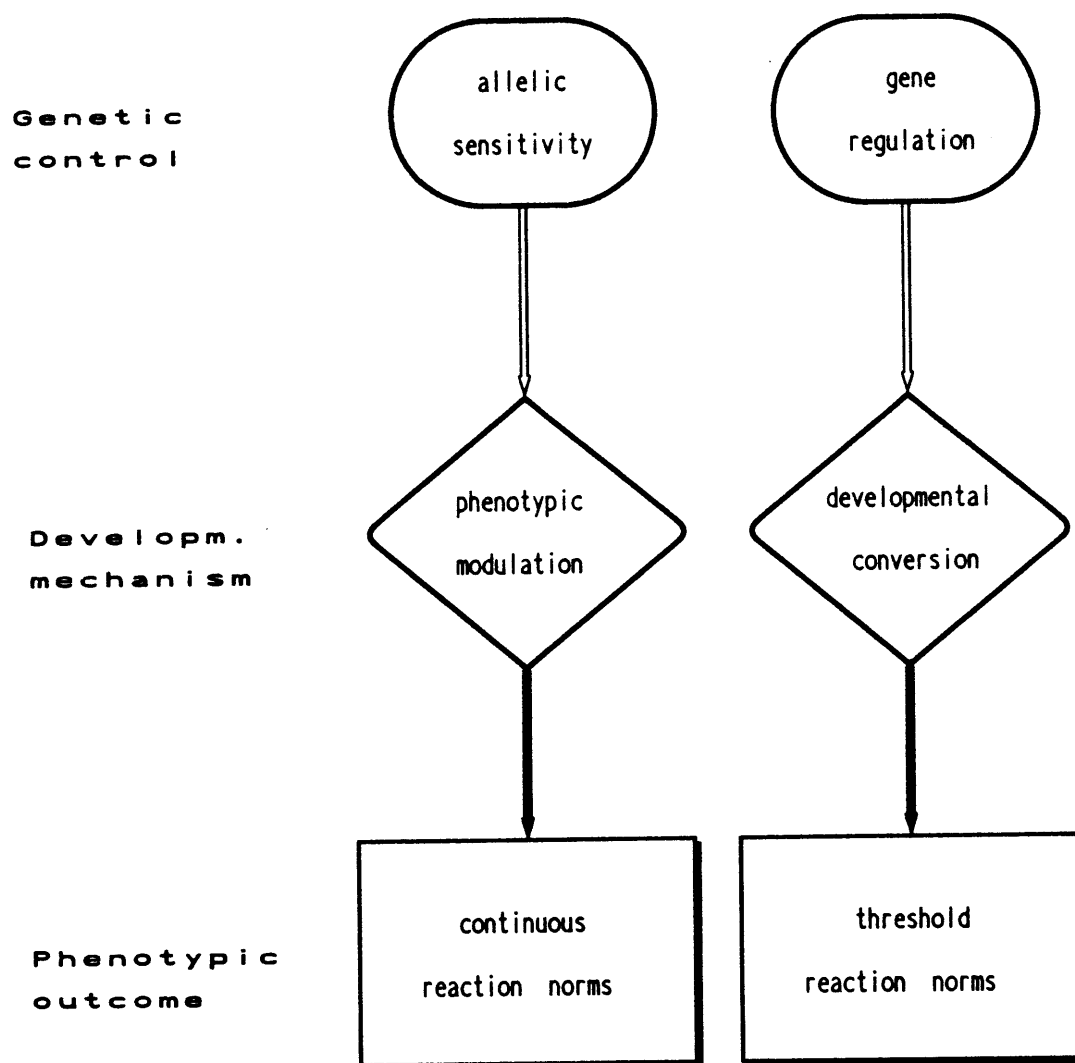 Genetic
control
allelic
sensitivity
gene
regulation
Developm.
mechanism
phenotypic
modulation
developmental
conversion
Phenotypic
outcome
continuous
reaction norms
threshold
reaction norms